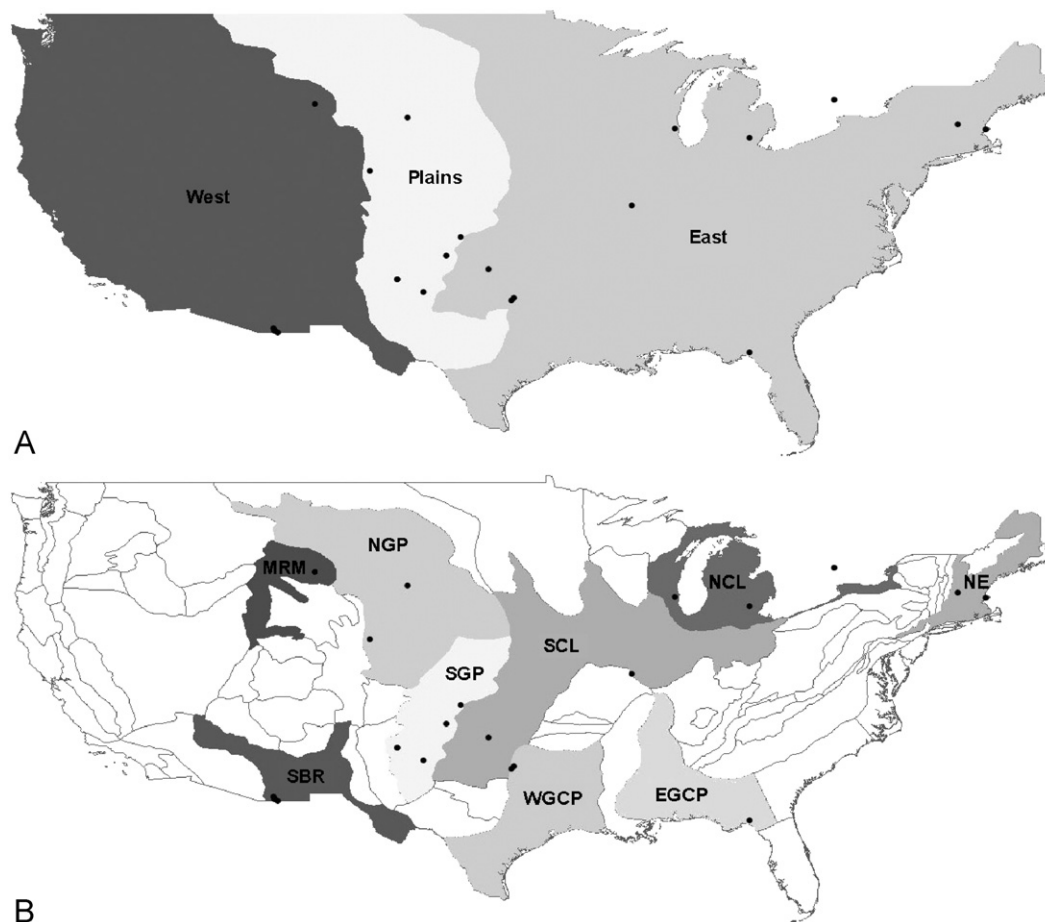 West
Plains
East
A
NGP
MRM
NCL
NE
SCL
SGP
SBR
WGCP
EGCP
B